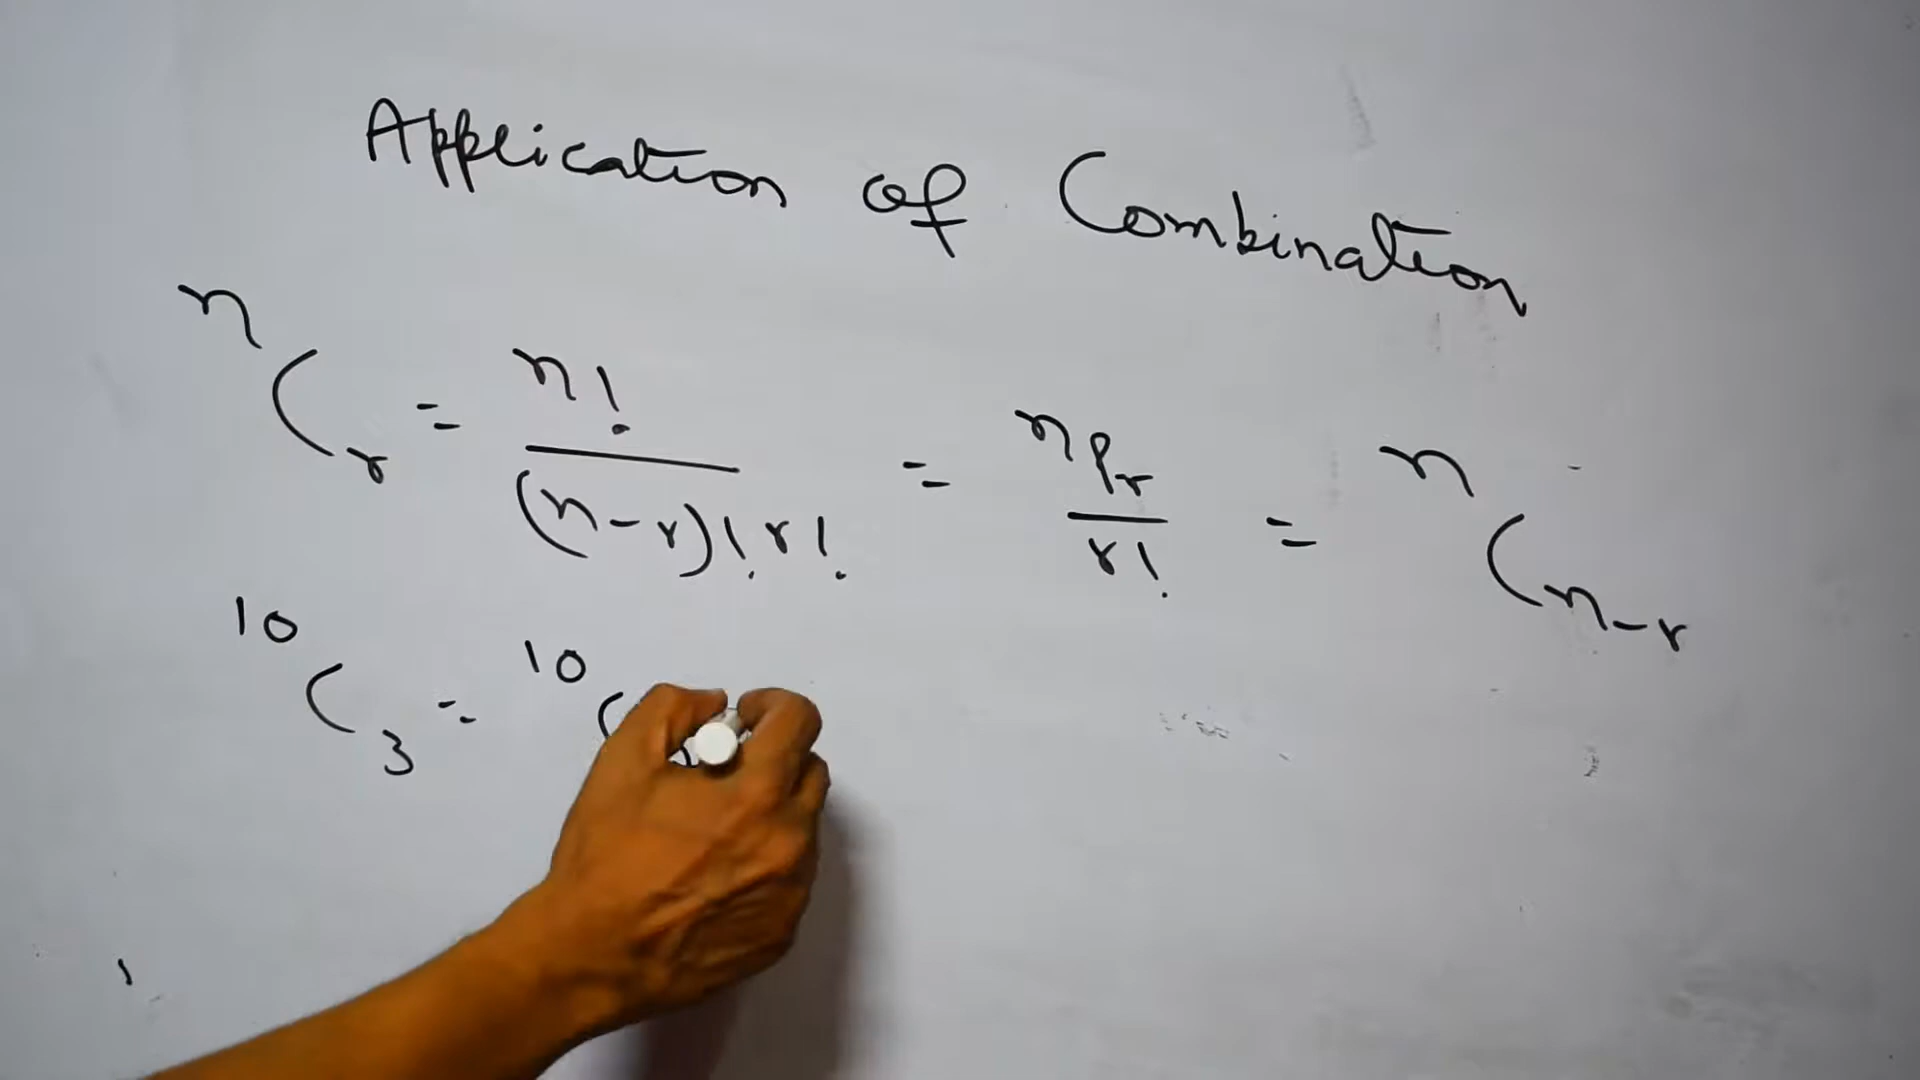 Application of Combination
ⁿCᵣ = n! / (n-r)! r! = ⁿPᵣ / r! = ⁿCₙ₋ᵣ
¹⁰C₃ = ¹⁰C